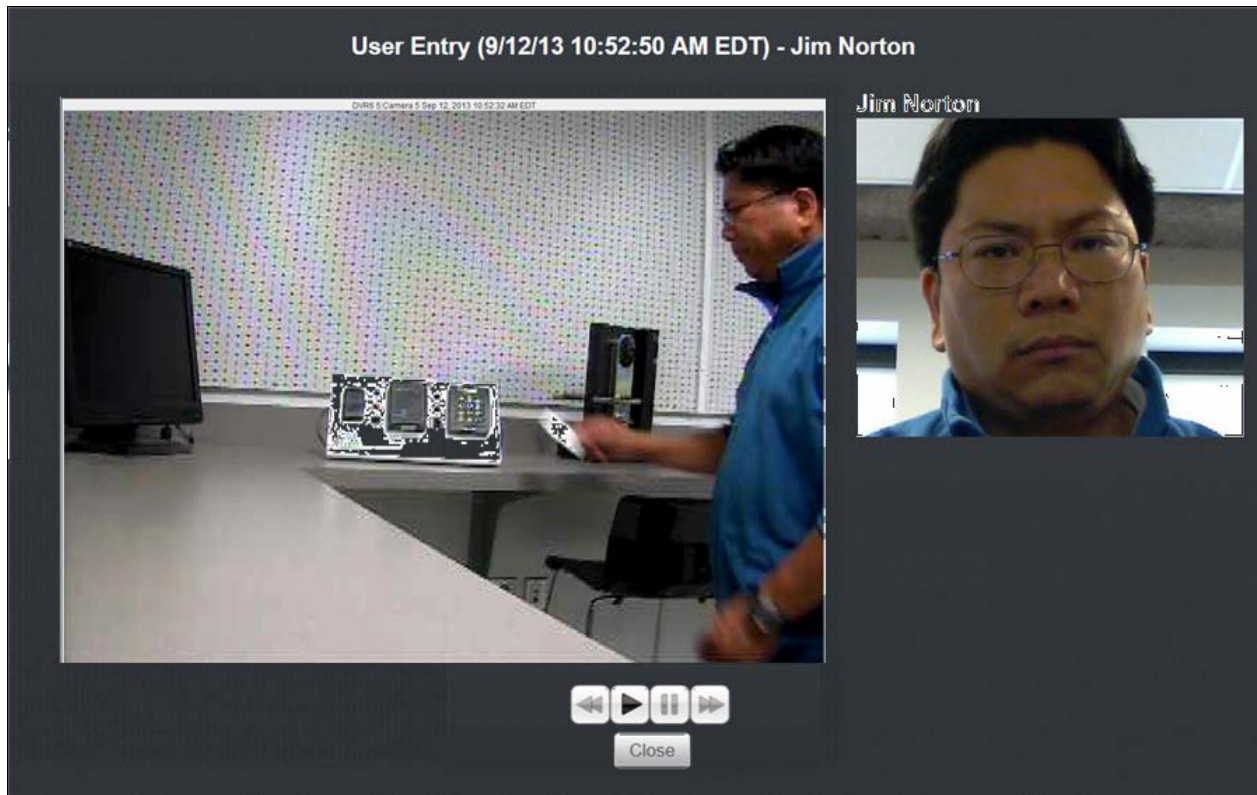 User Entry (9/12/13 10:52:50 AM EDT) - Jim Norton
DVR6 5:Camera 5 Sep 12, 2013 10:52:32 AM EDT
Jim Norton
Close